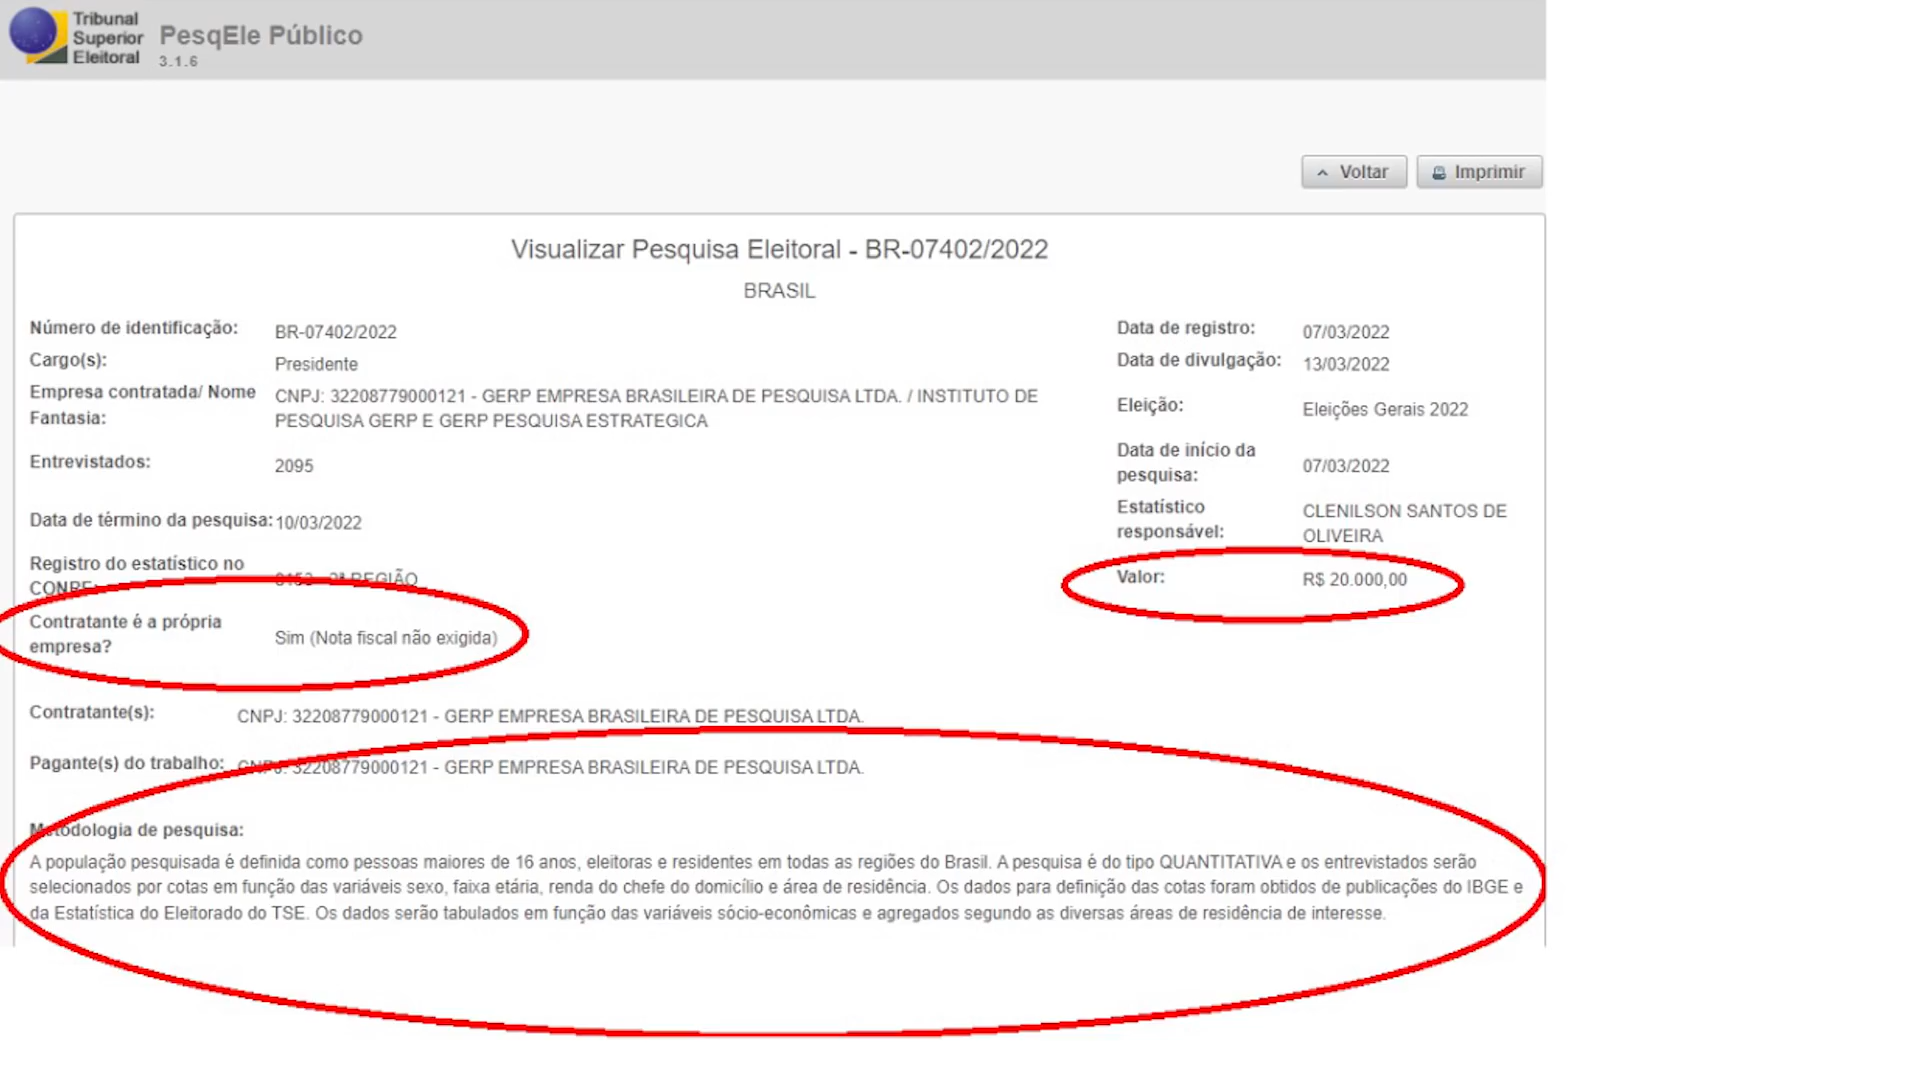 Tribunal
Superior
Eleitoral
PesqEle Público
3.1.6
Voltar
Imprimir
Visualizar Pesquisa Eleitoral - BR-07402/2022
BRASIL
Número de identificação: BR-07402/2022
Data de registro: 07/03/2022
Cargo(s): Presidente
Data de divulgação: 13/03/2022
Empresa contratada/ Nome
Fantasia:
CNPJ: 32208779000121 - GERP EMPRESA BRASILEIRA DE PESQUISA LTDA. / INSTITUTO DE
PESQUISA GERP E GERP PESQUISA ESTRATEGICA
Eleição: Eleições Gerais 2022
Entrevistados: 2095
Data de início da
pesquisa:
07/03/2022
Data de término da pesquisa: 10/03/2022
Estatístico
responsável:
CLENILSON SANTOS DE
OLIVEIRA
Registro do estatístico no
CONRE:
2ª REGIÃO
Valor: R$ 20.000,00
Contratante é a própria
empresa?
Sim (Nota fiscal não exigida)
Contratante(s): CNPJ: 32208779000121 - GERP EMPRESA BRASILEIRA DE PESQUISA LTDA.
Pagante(s) do trabalho: CNPJ: 32208779000121 - GERP EMPRESA BRASILEIRA DE PESQUISA LTDA.
Metodologia de pesquisa:
A população pesquisada é definida como pessoas maiores de 16 anos, eleitoras e residentes em todas as regiões do Brasil. A pesquisa é do tipo QUANTITATIVA e os entrevistados serão
selecionados por cotas em função das variáveis sexo, faixa etária, renda do chefe do domicílio e área de residência. Os dados para definição das cotas foram obtidos de publicações do IBGE e
da Estatística do Eleitorado do TSE. Os dados serão tabulados em função das variáveis sócio-econômicas e agregados segundo as diversas áreas de residência de interesse.